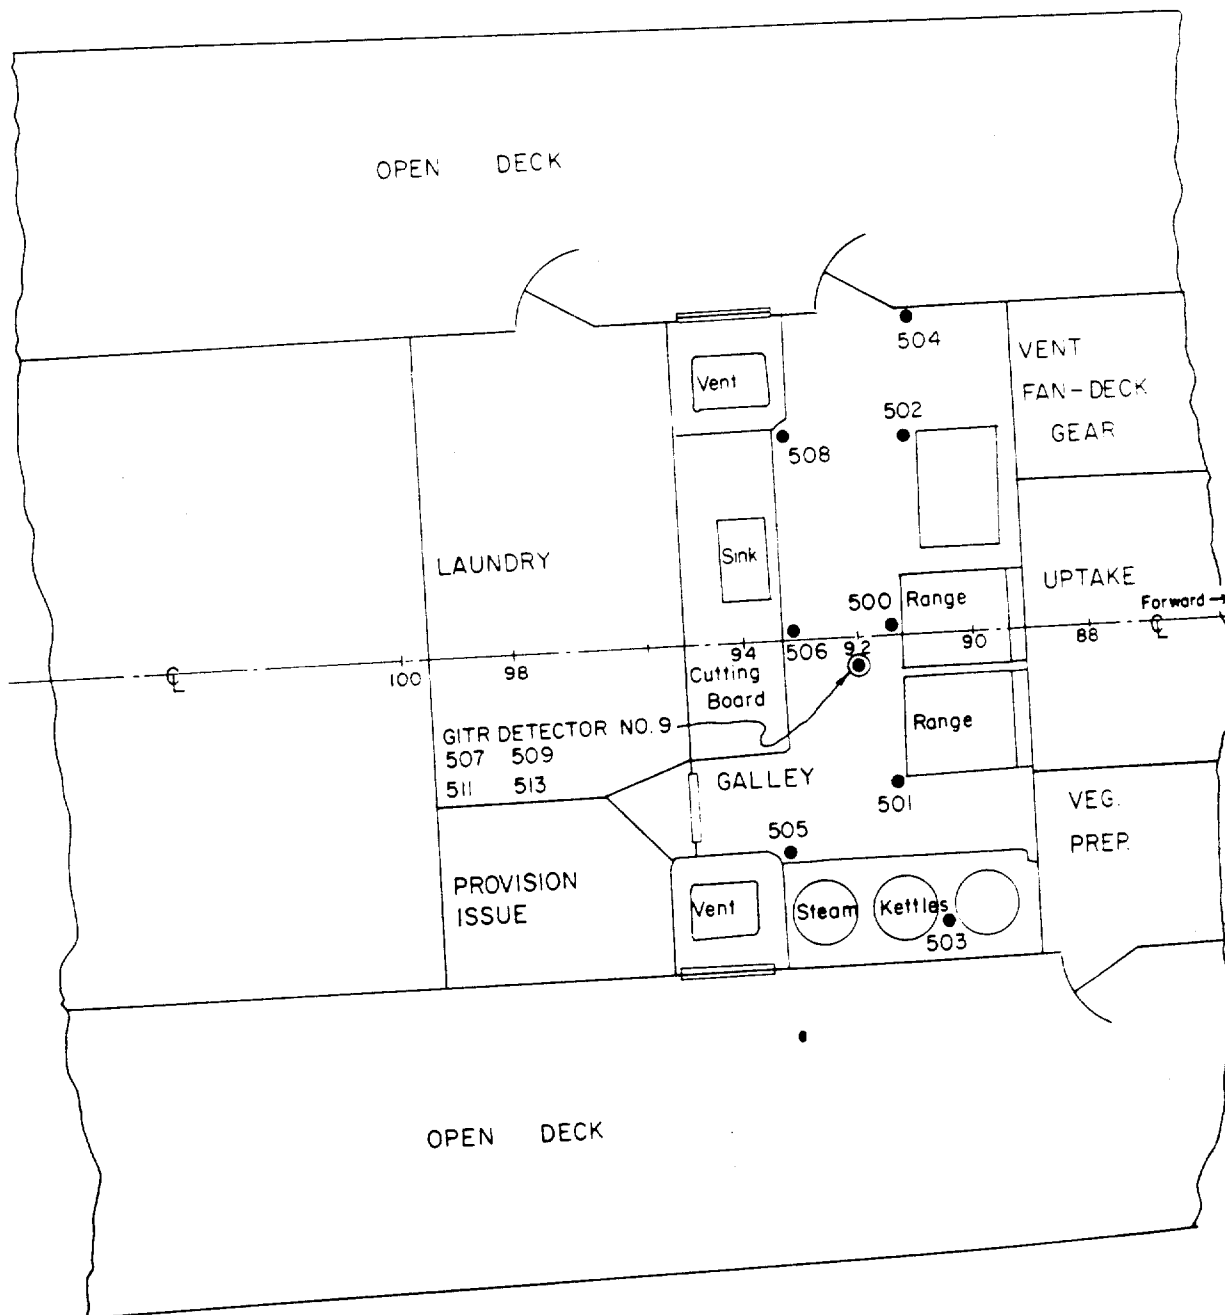 OPEN DECK
504
VENT
FAN-DECK
GEAR
Vent
502
508
LAUNDRY
Sink
UPTAKE
Forward
500
Range
506
100
98
94
92
90
88
Cutting
Board
GITR DETECTOR NO. 9
507 509
511 513
Range
GALLEY
501
VEG.
PREP.
505
PROVISION
ISSUE
Vent
Steam Kettles
503
OPEN DECK